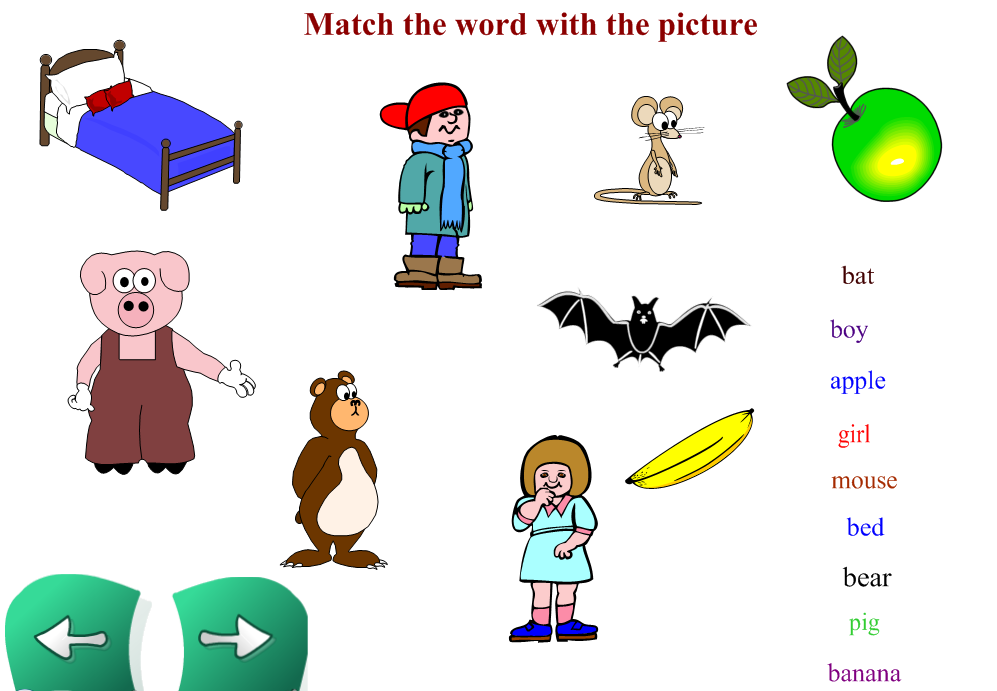 Match the word with the picture
bat
boy
apple
girl
mouse
bed
bear
pig
banana